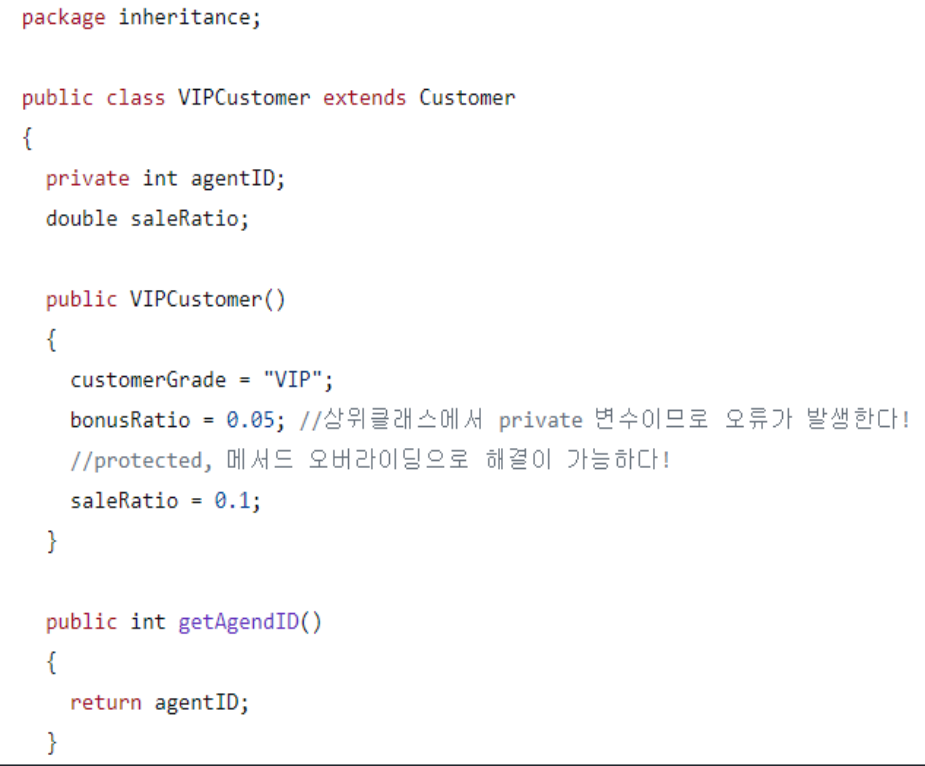 package inheritance;
public class VIPCustomer extends Customer
{
private int agentID;
double saleRatio;
public VIPCustomer()
{
customerGrade = "VIP";
bonusRatio = 0.05; //상위클래스에서 private 변수이므로 오류가 발생한다!
//protected, 메서드 오버라이딩으로 해결이 가능하다!
saleRatio = 0.1;
}
public int getAgendID()
{
return agentID;
}